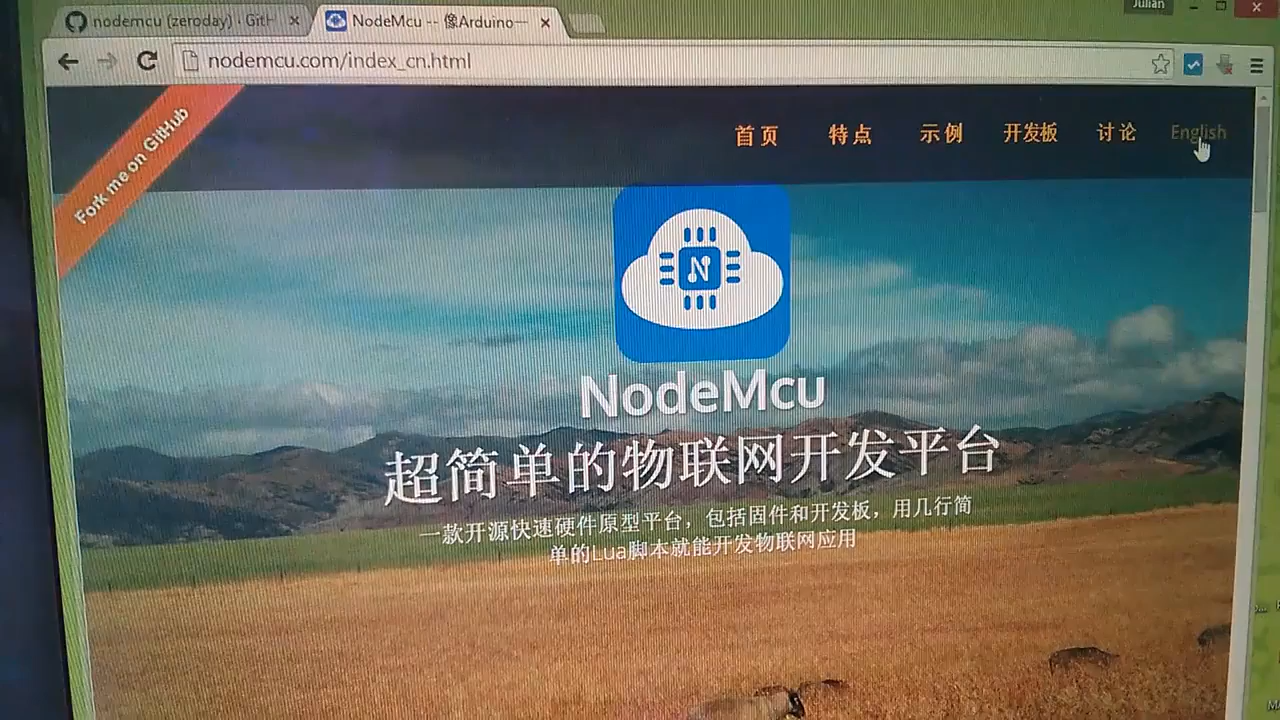 Julian
nodemcu (zeroday) · GitH
NodeMcu -- 像Arduino一
nodemcu.com/index_cn.html
Fork me on GitHub
首页 特点 示例 开发板 讨论 English
N
NodeMcu
超简单的物联网开发平台
一款开源快速硬件原型平台，包括固件和开发板，用几行简
单的Lua脚本就能开发物联网应用